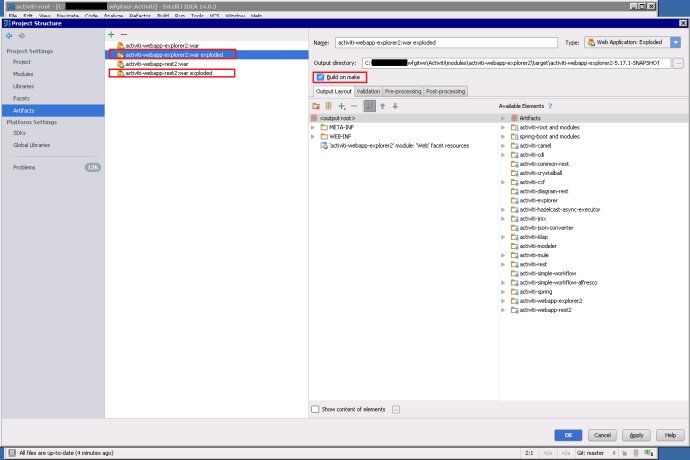 activiti-root - [C:
.wfgitws\Activiti] - IntelliJ IDEA 14.0.3
File Edit View Navigate Code Analyze Refactor Build Run Tools VCS Window Help
Project Structure
Project Settings
Project
Modules
Libraries
Facets
Artifacts
Platform Settings
SDKs
Global Libraries
Problems 126
activiti-webapp-explorer2:war
activiti-webapp-explorer2:war exploded
activiti-webapp-rest2:war
activiti-webapp-rest2:war exploded
Name: activiti-webapp-explorer2:war exploded
Type: Web Application: Exploded
Output directory: C:
wfgitws\Activiti\modules\activiti-webapp-explorer2\target\activiti-webapp-explorer2-5.17.1-SNAPSHOT
Build on make
Output Layout Validation Pre-processing Post-processing
<output root>
META-INF
WEB-INF
'activiti-webapp-explorer2' module: 'Web' facet resources
Available Elements ?
Artifacts
activiti-root and modules
spring-boot and modules
activiti-camel
activiti-cdi
activiti-common-rest
activiti-crystalball
activiti-cxf
activiti-diagram-rest
activiti-explorer
activiti-hazelcast-async-executor
activiti-jmx
activiti-json-converter
activiti-ldap
activiti-modeler
activiti-mule
activiti-rest
activiti-simple-workflow
activiti-simple-workflow-alfresco
activiti-spring
activiti-webapp-explorer2
activiti-webapp-rest2
Show content of elements ...
OK Cancel Apply Help
All files are up-to-date (4 minutes ago)
2:1 n/a n/a Git: master